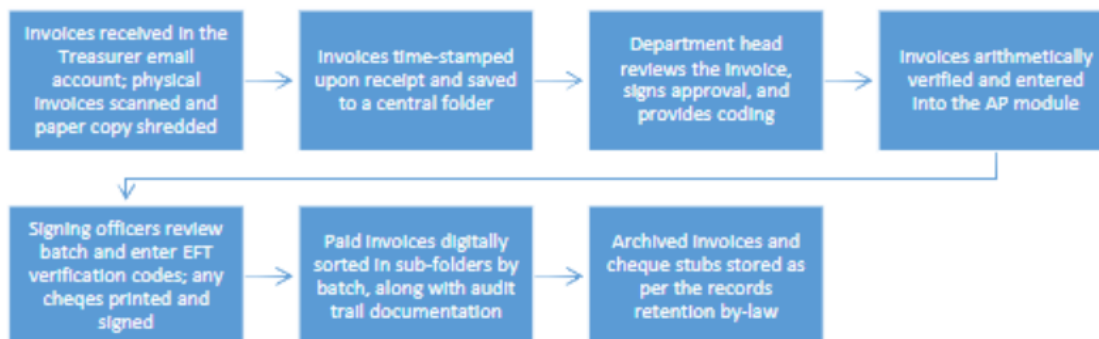 Invoices received in the
Treasurer email
account; physical
invoices scanned and
paper copy shredded
Invoices time-stamped
upon receipt and saved
to a central folder
Department head
reviews the invoice,
signs approval, and
provides coding
Invoices arithmetically
verified and entered
into the AP module
Signing officers review
batch and enter EFT
verification codes; any
cheqes printed and
signed
Paid invoices digitally
sorted in sub-folders by
batch, along with audit
trail documentation
Archived invoices and
cheque stubs stored as
per the records
retention by-law